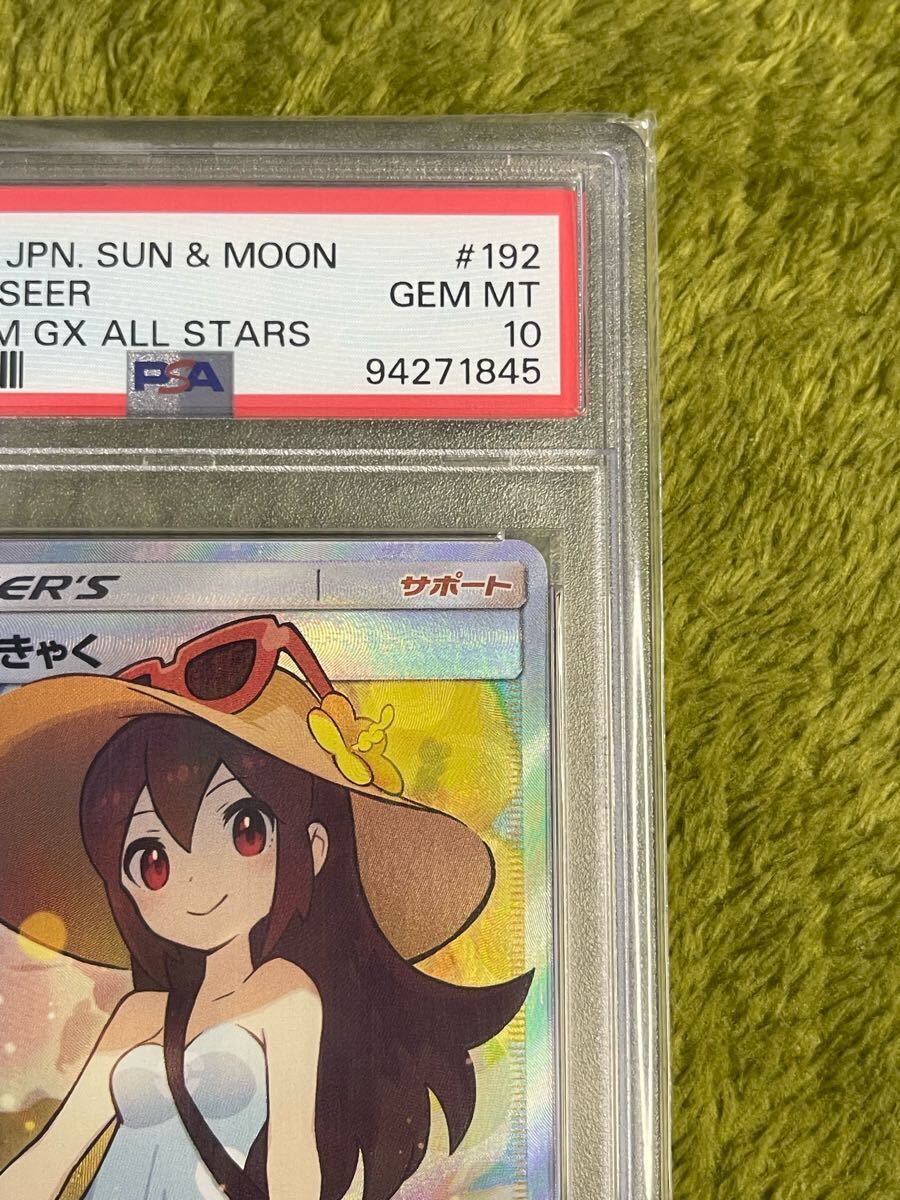 JPN. SUN & MOON #192
SEER GEM MT
M GX ALL STARS 10
PSA 94271845
ER'S サポート
きゃく